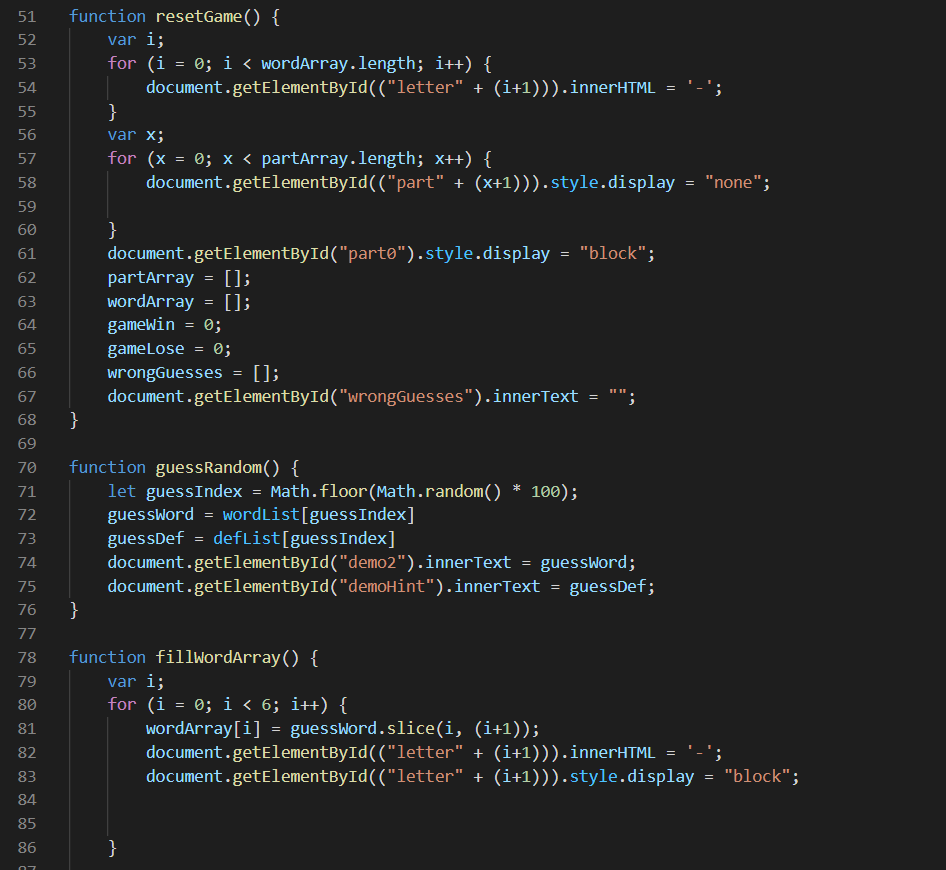 51 function resetGame() {
52 var i;
53 for (i = 0; i < wordArray.length; i++) {
54 document.getElementById(("letter" + (i+1))).innerHTML = '-';
55 }
56 var x;
57 for (x = 0; x < partArray.length; x++) {
58 document.getElementById(("part" + (x+1))).style.display = "none";
59
60 }
61 document.getElementById("part0").style.display = "block";
62 partArray = [];
63 wordArray = [];
64 gameWin = 0;
65 gameLose = 0;
66 wrongGuesses = [];
67 document.getElementById("wrongGuesses").innerText = "";
68 }
69
70 function guessRandom() {
71 let guessIndex = Math.floor(Math.random() * 100);
72 guessWord = wordList[guessIndex]
73 guessDef = defList[guessIndex]
74 document.getElementById("demo2").innerText = guessWord;
75 document.getElementById("demoHint").innerText = guessDef;
76 }
77
78 function fillWordArray() {
79 var i;
80 for (i = 0; i < 6; i++) {
81 wordArray[i] = guessWord.slice(i, (i+1));
82 document.getElementById(("letter" + (i+1))).innerHTML = '-';
83 document.getElementById(("letter" + (i+1))).style.display = "block";
84
85
86 }
87